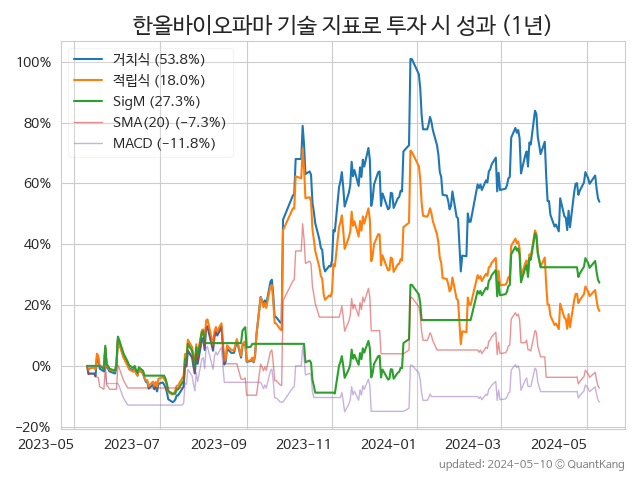 한올바이오파마 기술 지표로 투자 시 성과 (1년)
거치식 (53.8%)
적립식 (18.0%)
SigM (27.3%)
SMA(20) (−7.3%)
MACD (−11.8%)
100%
80%
60%
40%
20%
0%
−20%
2023-05 2023-07 2023-09 2023-11 2024-01 2024-03 2024-05
updated: 2024-05-10 © QuantKang